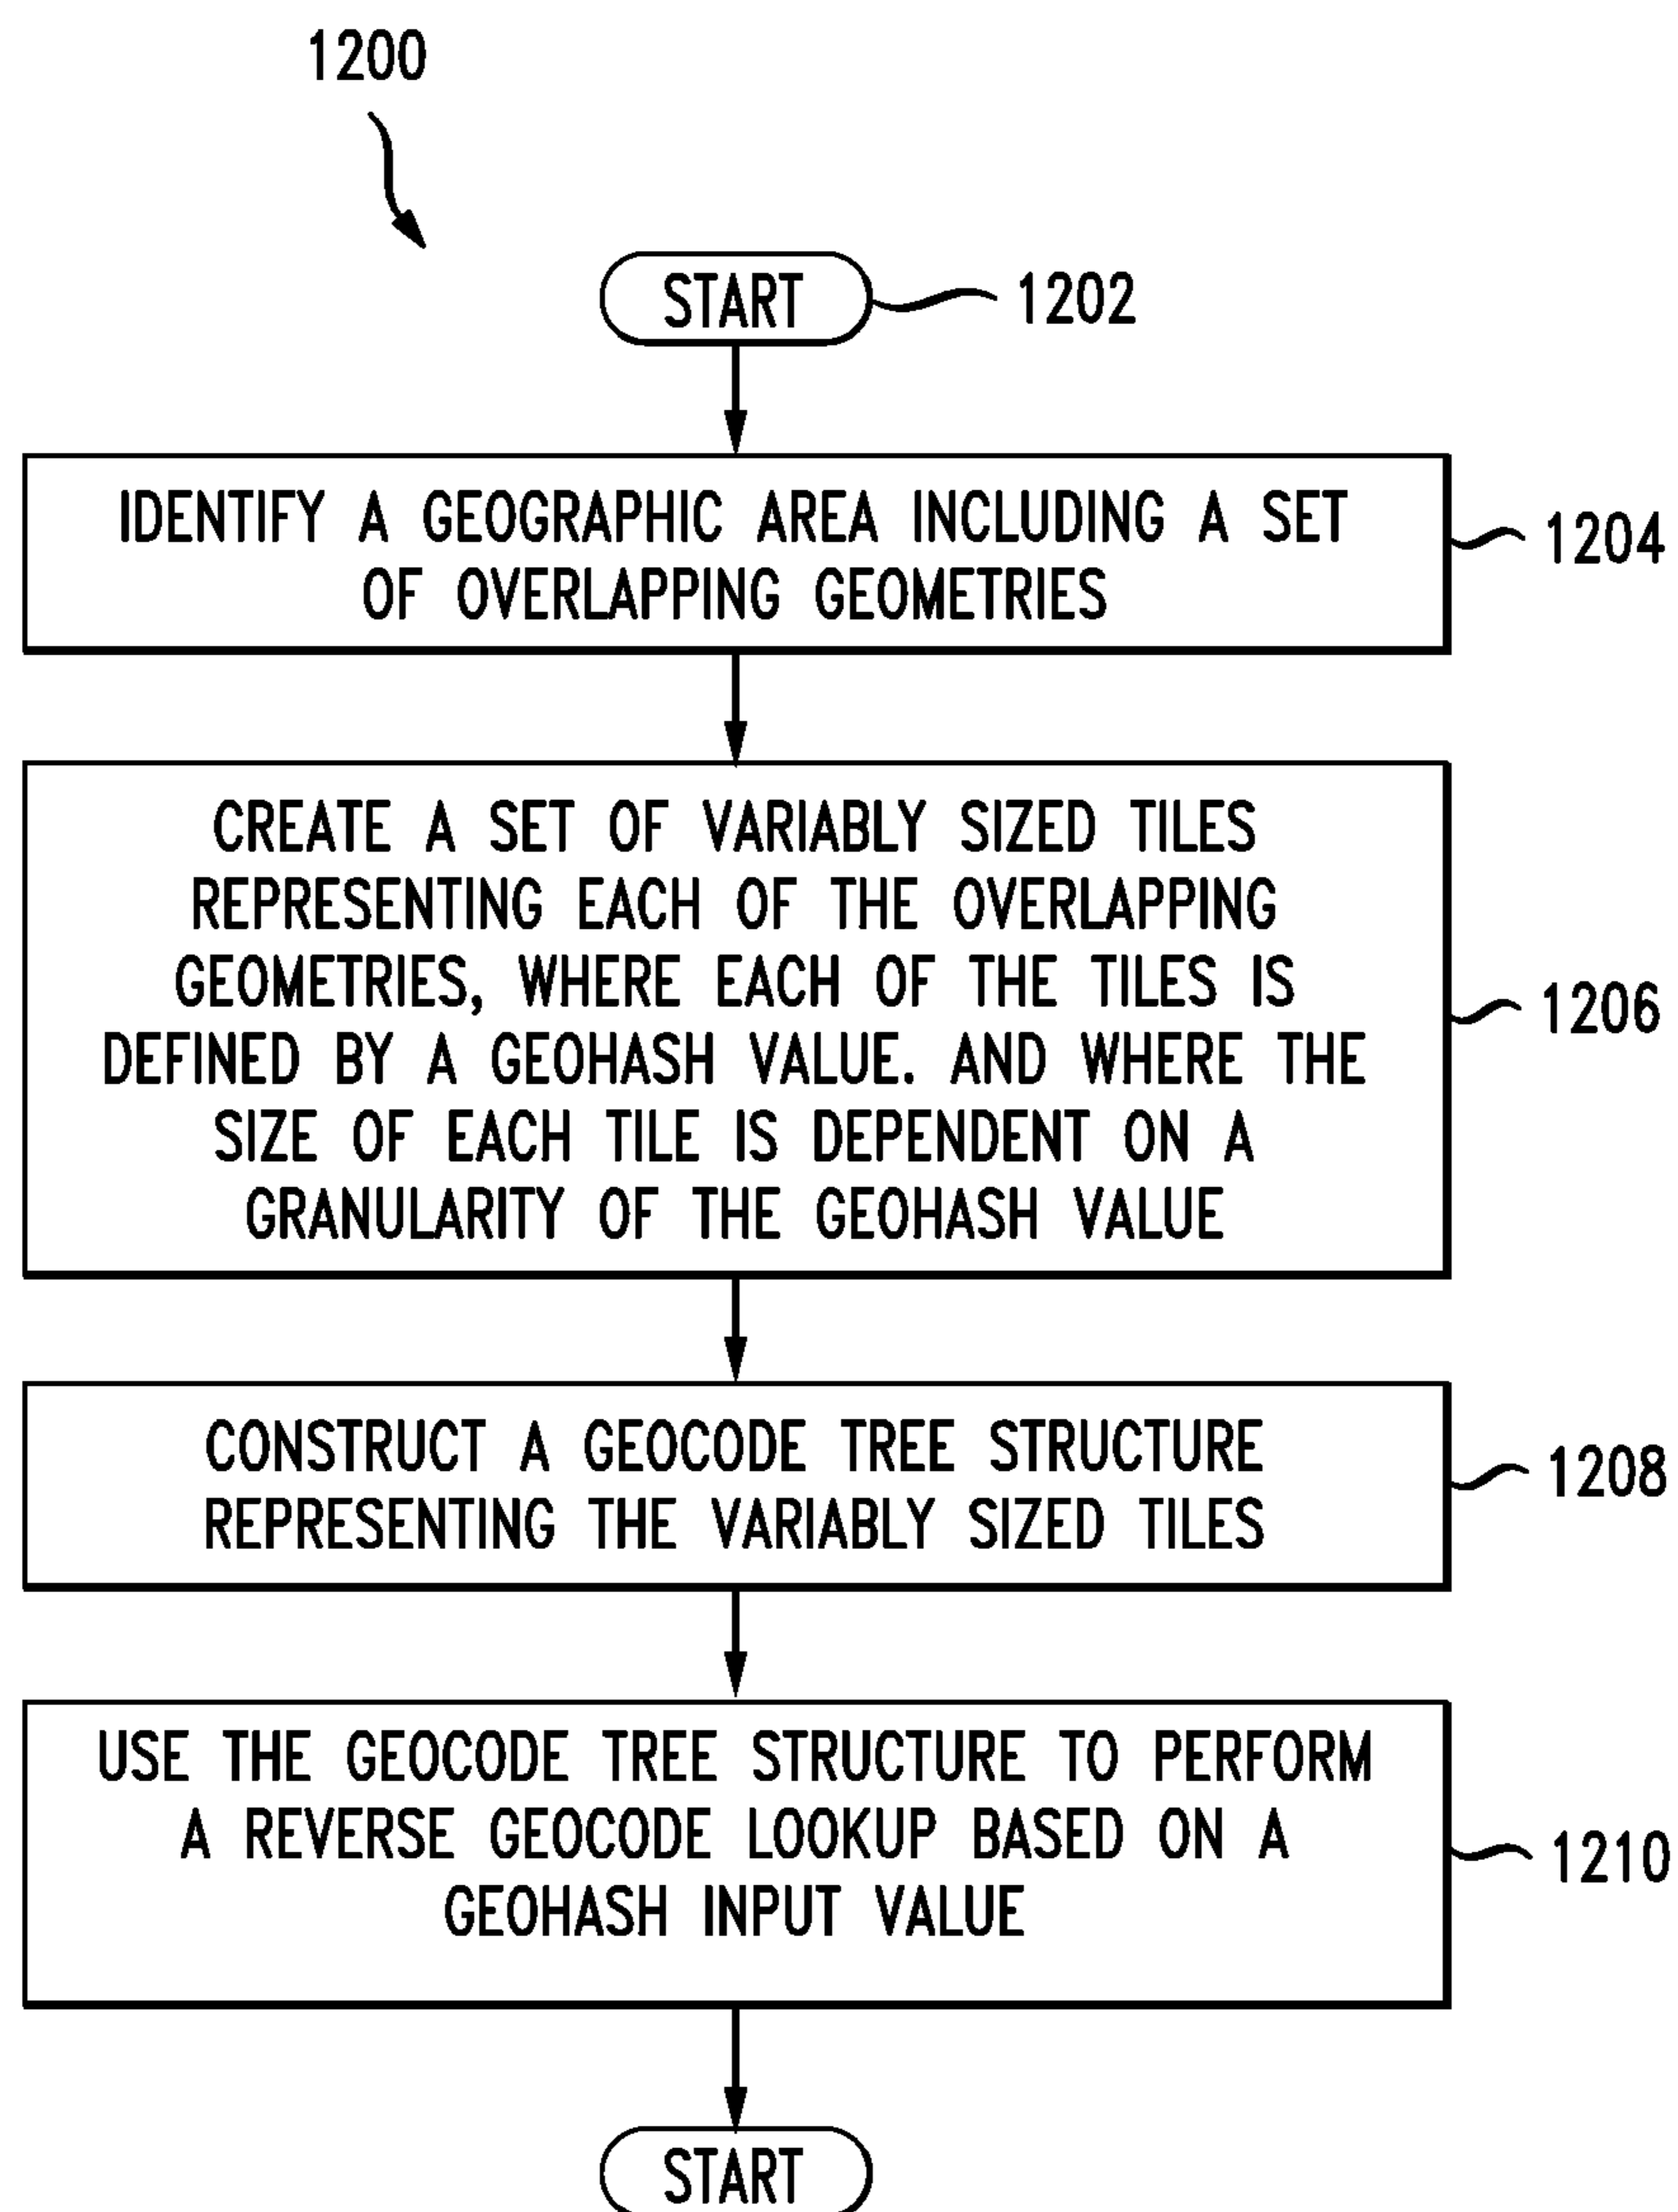 1200
START
1202
IDENTIFY A GEOGRAPHIC AREA INCLUDING A SET
OF OVERLAPPING GEOMETRIES
1204
CREATE A SET OF VARIABLY SIZED TILES
REPRESENTING EACH OF THE OVERLAPPING
GEOMETRIES, WHERE EACH OF THE TILES IS
DEFINED BY A GEOHASH VALUE. AND WHERE THE
SIZE OF EACH TILE IS DEPENDENT ON A
GRANULARITY OF THE GEOHASH VALUE
1206
CONSTRUCT A GEOCODE TREE STRUCTURE
REPRESENTING THE VARIABLY SIZED TILES
1208
USE THE GEOCODE TREE STRUCTURE TO PERFORM
A REVERSE GEOCODE LOOKUP BASED ON A
GEOHASH INPUT VALUE
1210
START